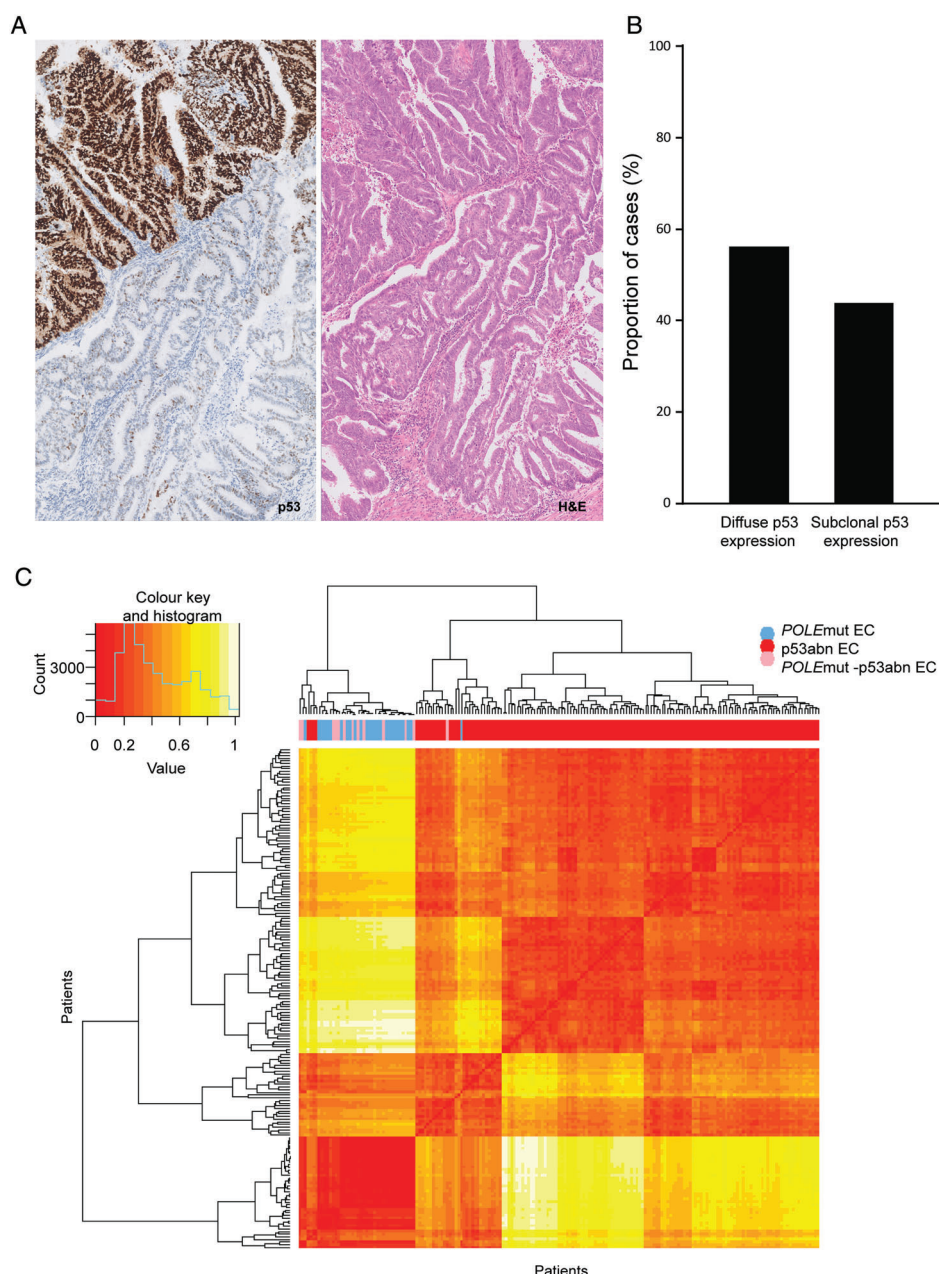 A
p53
H&E
B
100
80
60
40
20
0
Proportion of cases (%)
Diffuse p53
expression
Subclonal p53
expression
C
Colour key
and histogram
Count
3000
0
0 0.2 0.6 1
Value
POLEmut EC
p53abn EC
POLEmut -p53abn EC
Patients
Patients